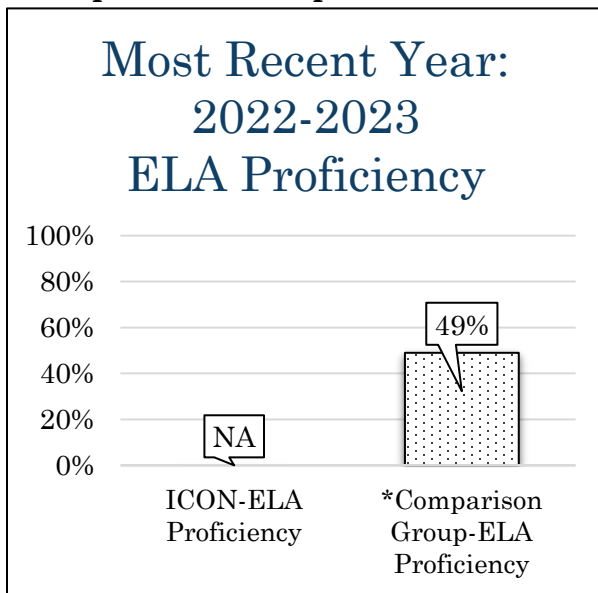 Most Recent Year:
2022-2023
ELA Proficiency
100%
80%
60%
40%
20%
0%
49%
NA
ICON-ELA
Proficiency
*Comparison
Group-ELA
Proficiency